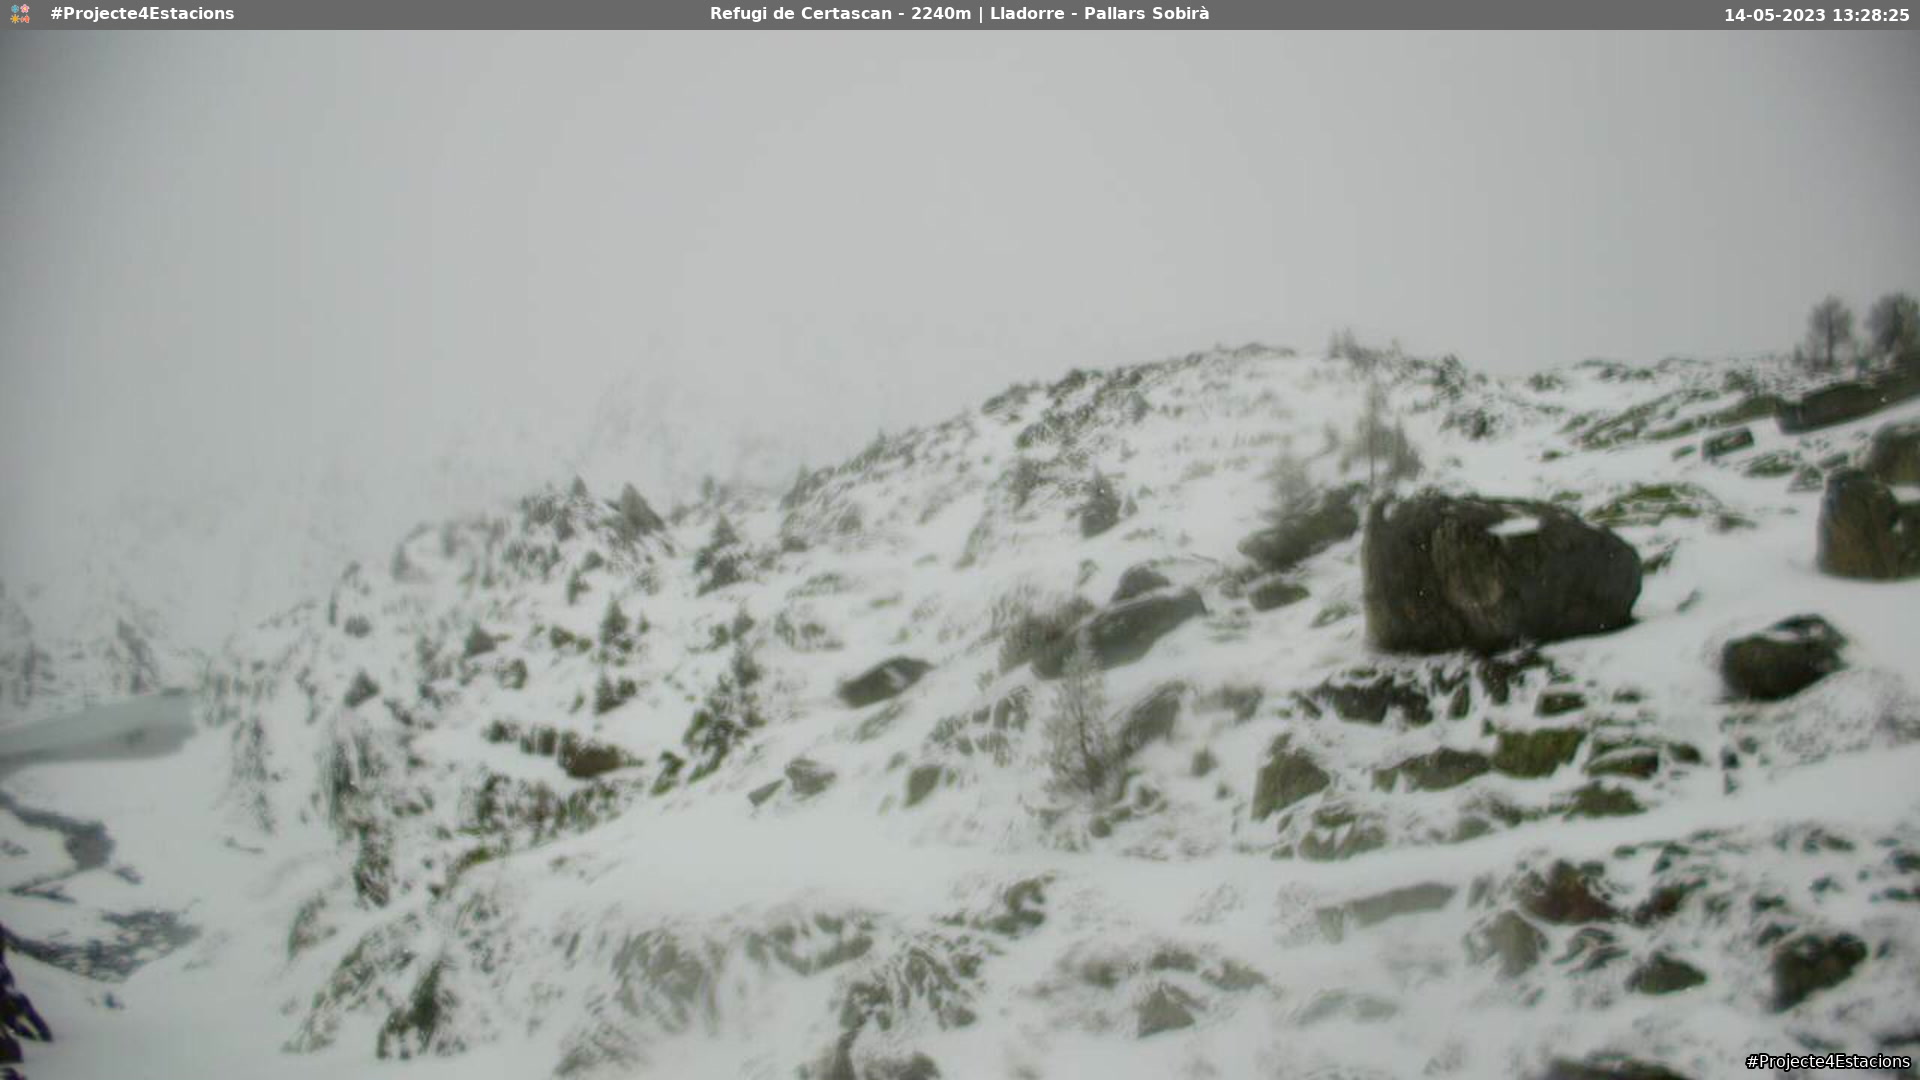 #Projecte4Estacions
Refugi de Certascan - 2240m | Lladorre - Pallars Sobirà
14-05-2023 13:28:25
#Projecte4Estacions